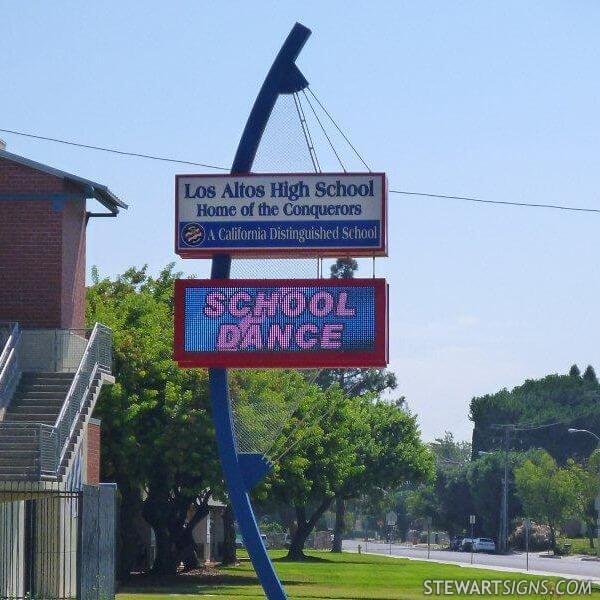 Los Altos High School
Home of the Conquerors
A California Distinguished School
SCHOOL
DANCE
STEWARTSIGNS.COM